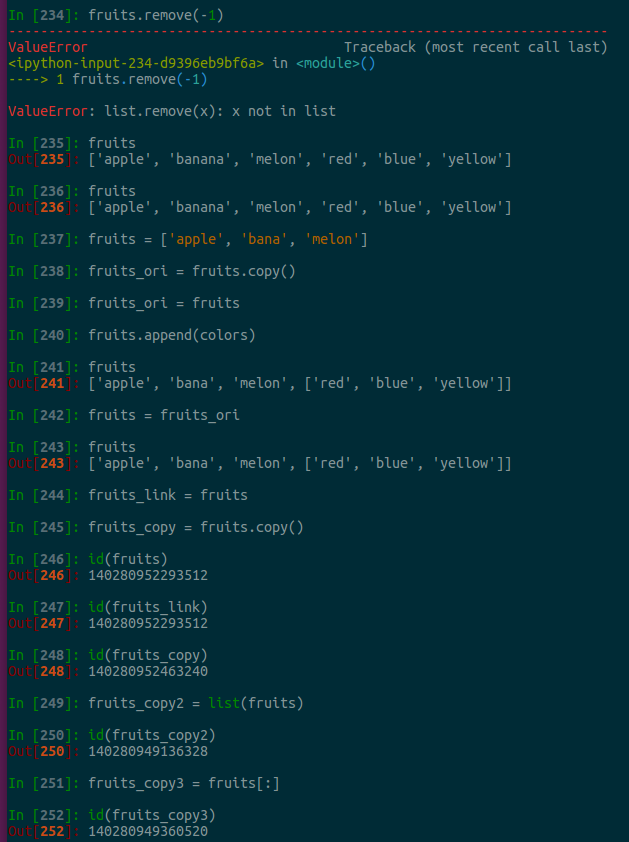 In [234]: fruits.remove(-1)
---------------------------------------------------------------------------
ValueError                                Traceback (most recent call last)
<ipython-input-234-d9396eb9bf6a> in <module>()
----> 1 fruits.remove(-1)

ValueError: list.remove(x): x not in list

In [235]: fruits
Out[235]: ['apple', 'banana', 'melon', 'red', 'blue', 'yellow']

In [236]: fruits
Out[236]: ['apple', 'banana', 'melon', 'red', 'blue', 'yellow']

In [237]: fruits = ['apple', 'bana', 'melon']

In [238]: fruits_ori = fruits.copy()

In [239]: fruits_ori = fruits

In [240]: fruits.append(colors)

In [241]: fruits
Out[241]: ['apple', 'bana', 'melon', ['red', 'blue', 'yellow']]

In [242]: fruits = fruits_ori

In [243]: fruits
Out[243]: ['apple', 'bana', 'melon', ['red', 'blue', 'yellow']]

In [244]: fruits_link = fruits

In [245]: fruits_copy = fruits.copy()

In [246]: id(fruits)
Out[246]: 140280952293512

In [247]: id(fruits_link)
Out[247]: 140280952293512

In [248]: id(fruits_copy)
Out[248]: 140280952463240

In [249]: fruits_copy2 = list(fruits)

In [250]: id(fruits_copy2)
Out[250]: 140280949136328

In [251]: fruits_copy3 = fruits[:]

In [252]: id(fruits_copy3)
Out[252]: 140280949360520